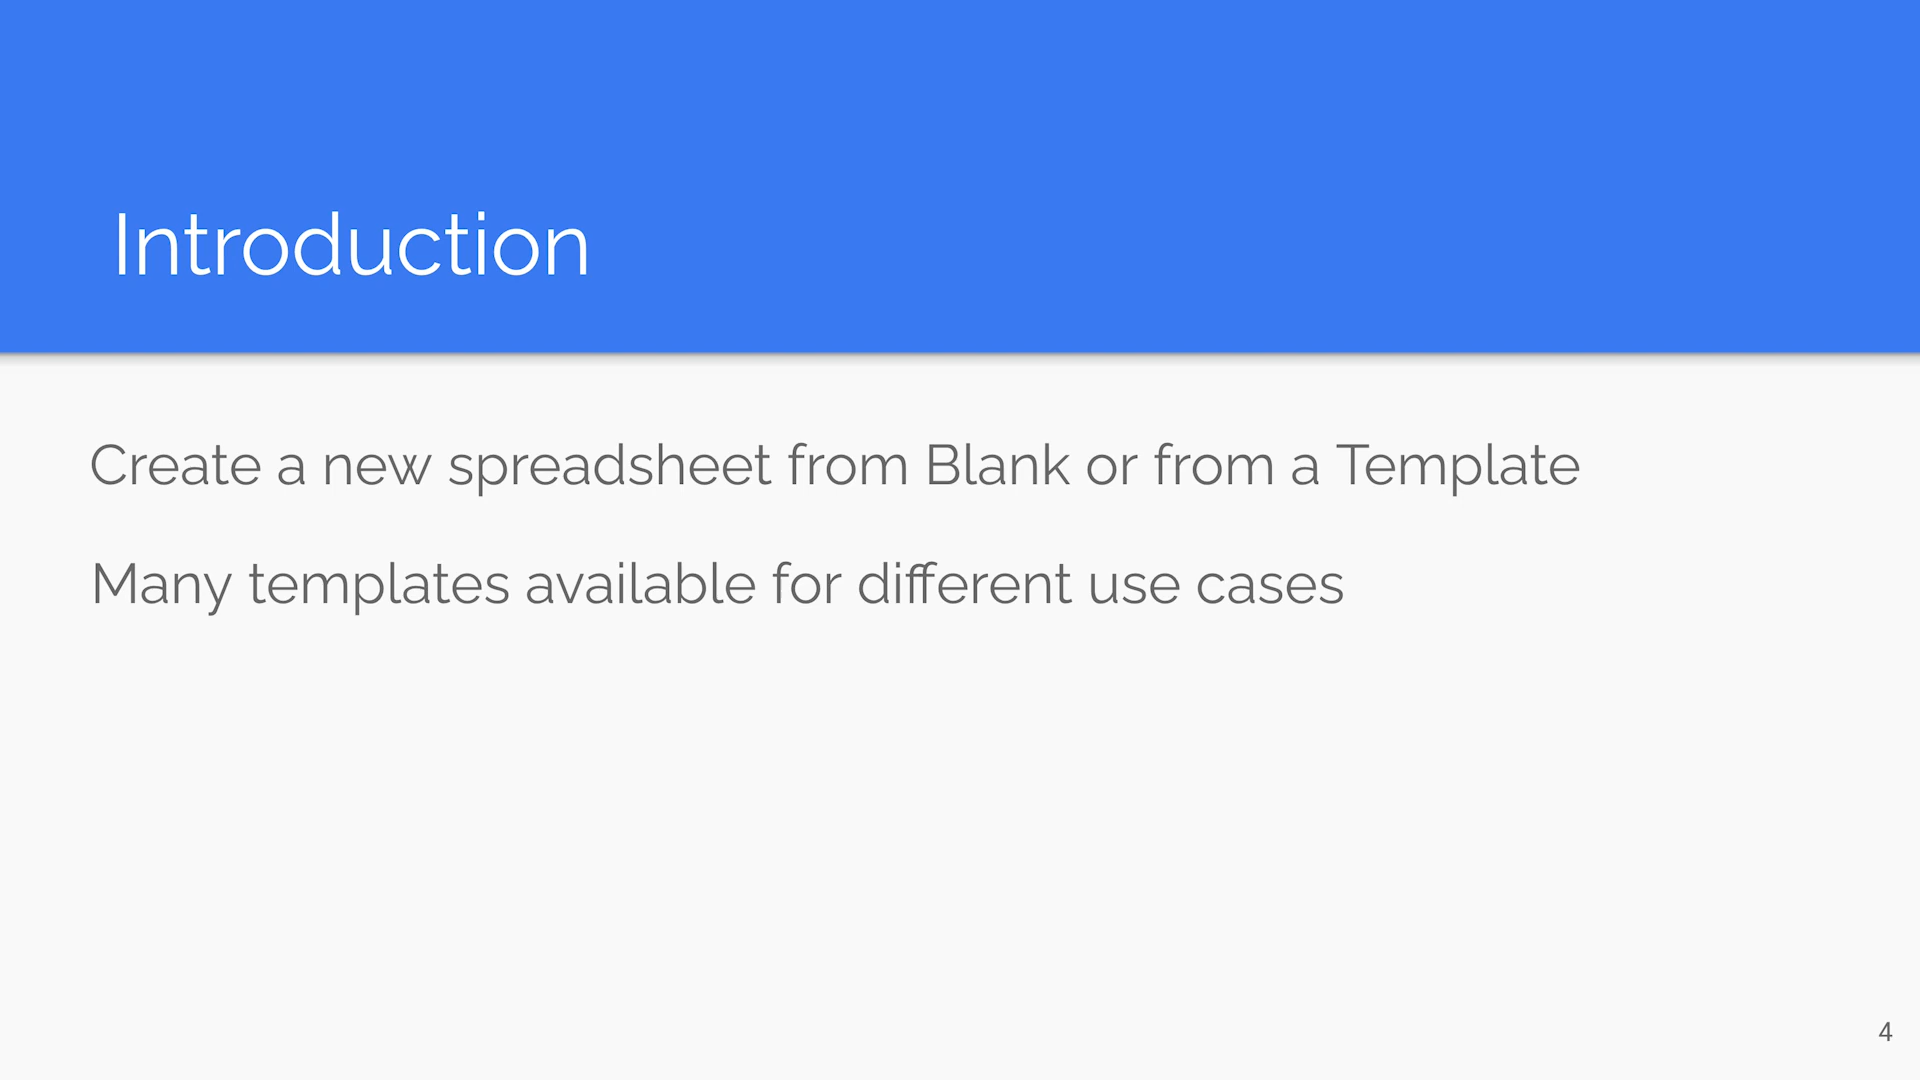 Introduction
Create a new spreadsheet from Blank or from a Template
Many templates available for different use cases
4